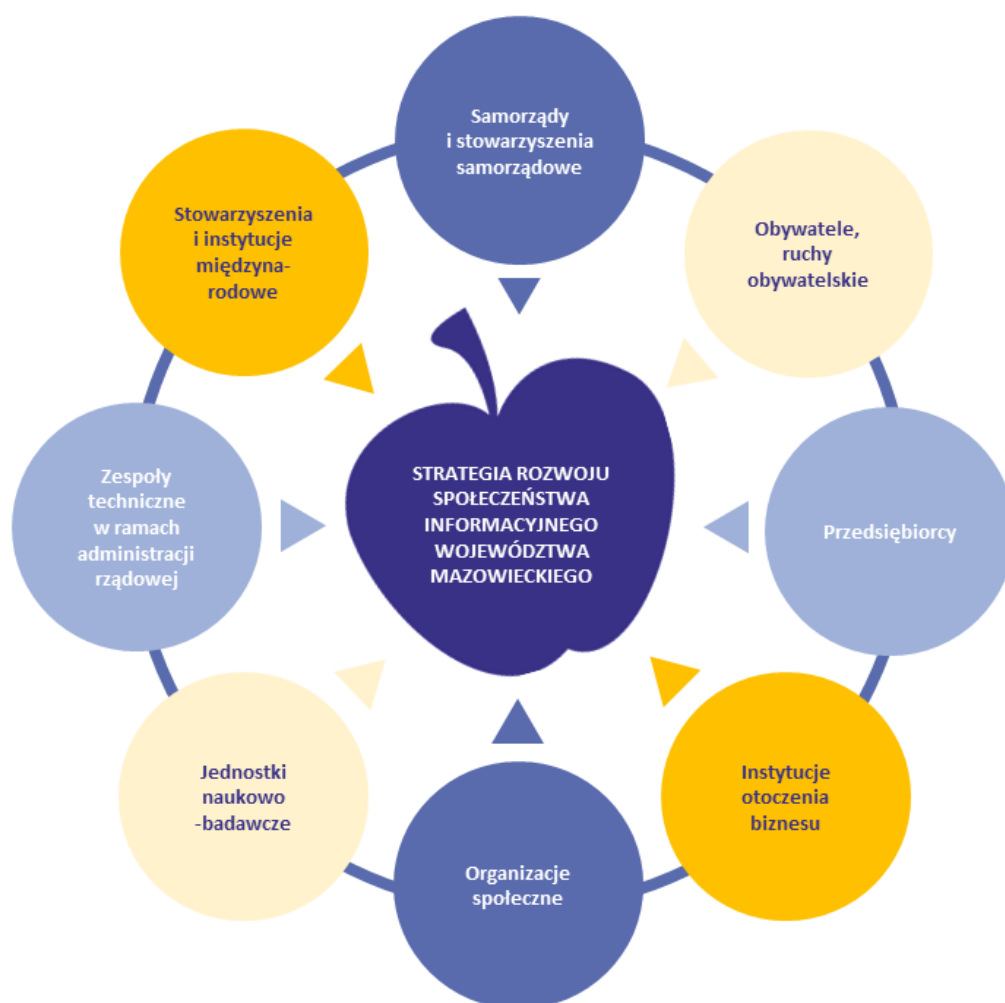 Samorządy
i stowarzyszenia
samorządowe
Obywatele,
ruchy
obywatelskie
Przedsiębiorcy
Instytucje
otoczenia
biznesu
Organizacje
społeczne
Jednostki
naukowo
-badawcze
Zespoły
techniczne
w ramach
administracji
rządowej
Stowarzyszenia
i instytucje
międzyna-
rodowe
STRATEGIA ROZWOJU
SPOŁECZEŃSTWA
INFORMACYJNEGO
WOJEWÓDZTWA
MAZOWIECKIEGO